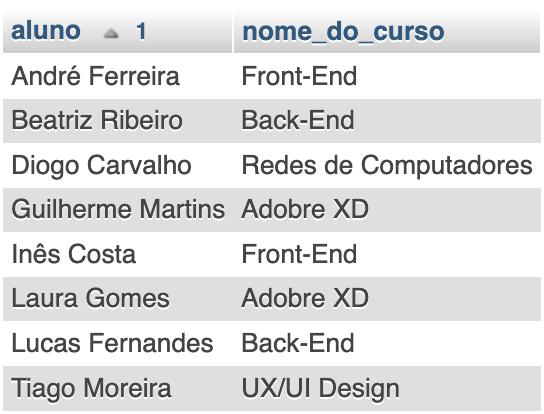 aluno 1 nome_do_curso
André Ferreira Front-End
Beatriz Ribeiro Back-End
Diogo Carvalho Redes de Computadores
Guilherme Martins Adobre XD
Inês Costa Front-End
Laura Gomes Adobre XD
Lucas Fernandes Back-End
Tiago Moreira UX/UI Design